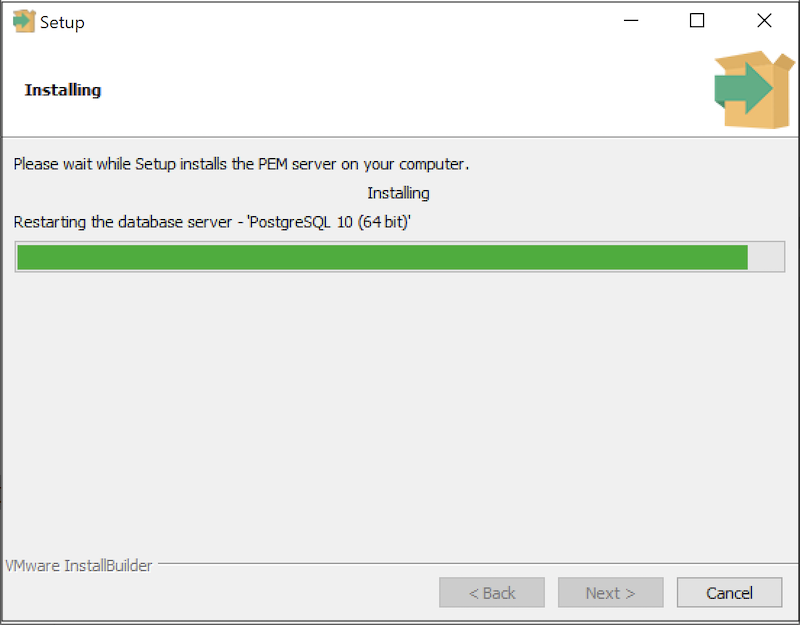 Setup
Installing
Please wait while Setup installs the PEM server on your computer.
Installing
Restarting the database server - 'PostgreSQL 10 (64 bit)'
VMware InstallBuilder
< Back
Next >
Cancel